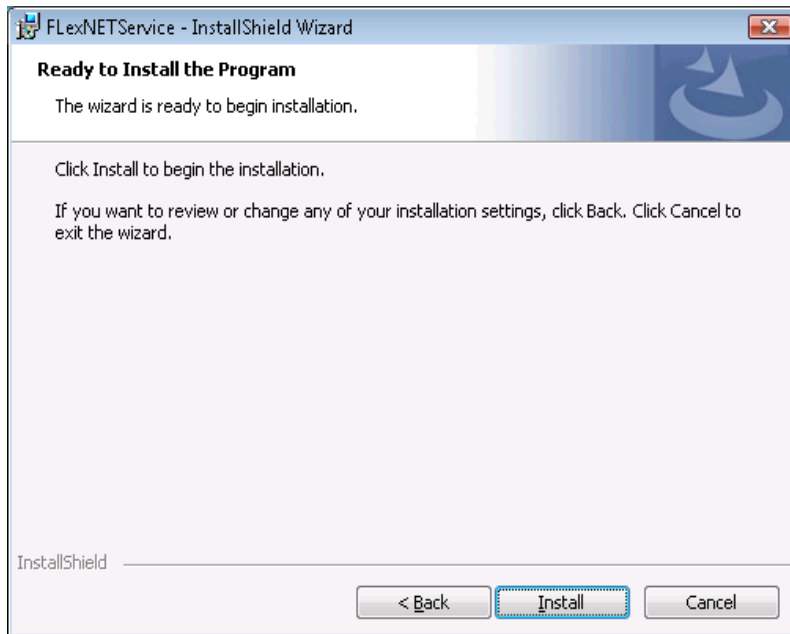 FLexNETService - InstallShield Wizard
Ready to Install the Program
The wizard is ready to begin installation.
Click Install to begin the installation.
If you want to review or change any of your installation settings, click Back. Click Cancel to
exit the wizard.
InstallShield
< Back
Install
Cancel